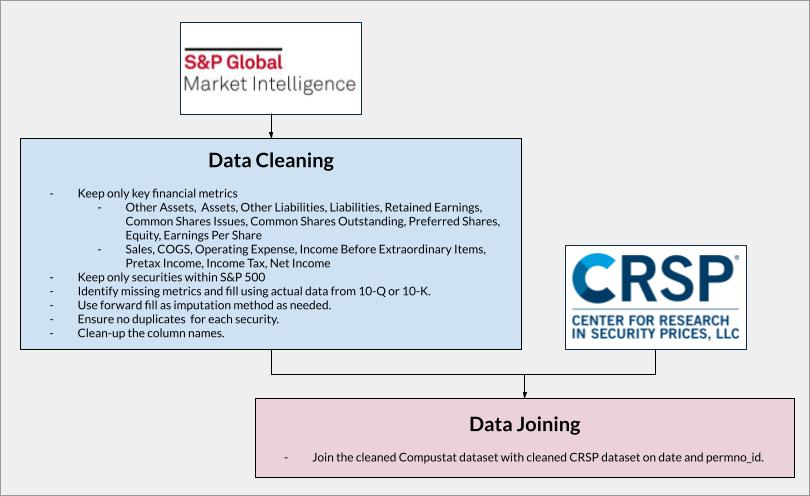 S&P Global
Market Intelligence
Data Cleaning
- Keep only key financial metrics
- Other Assets, Assets, Other Liabilities, Liabilities, Retained Earnings,
Common Shares Issues, Common Shares Outstanding, Preferred Shares,
Equity, Earnings Per Share
- Sales, COGS, Operating Expense, Income Before Extraordinary Items,
Pretax Income, Income Tax, Net Income
- Keep only securities within S&P 500
- Identify missing metrics and fill using actual data from 10-Q or 10-K.
- Use forward fill as imputation method as needed.
- Ensure no duplicates for each security.
- Clean-up the column names.
CRSP®
CENTER FOR RESEARCH
IN SECURITY PRICES, LLC
Data Joining
- Join the cleaned Compustat dataset with cleaned CRSP dataset on date and permno_id.